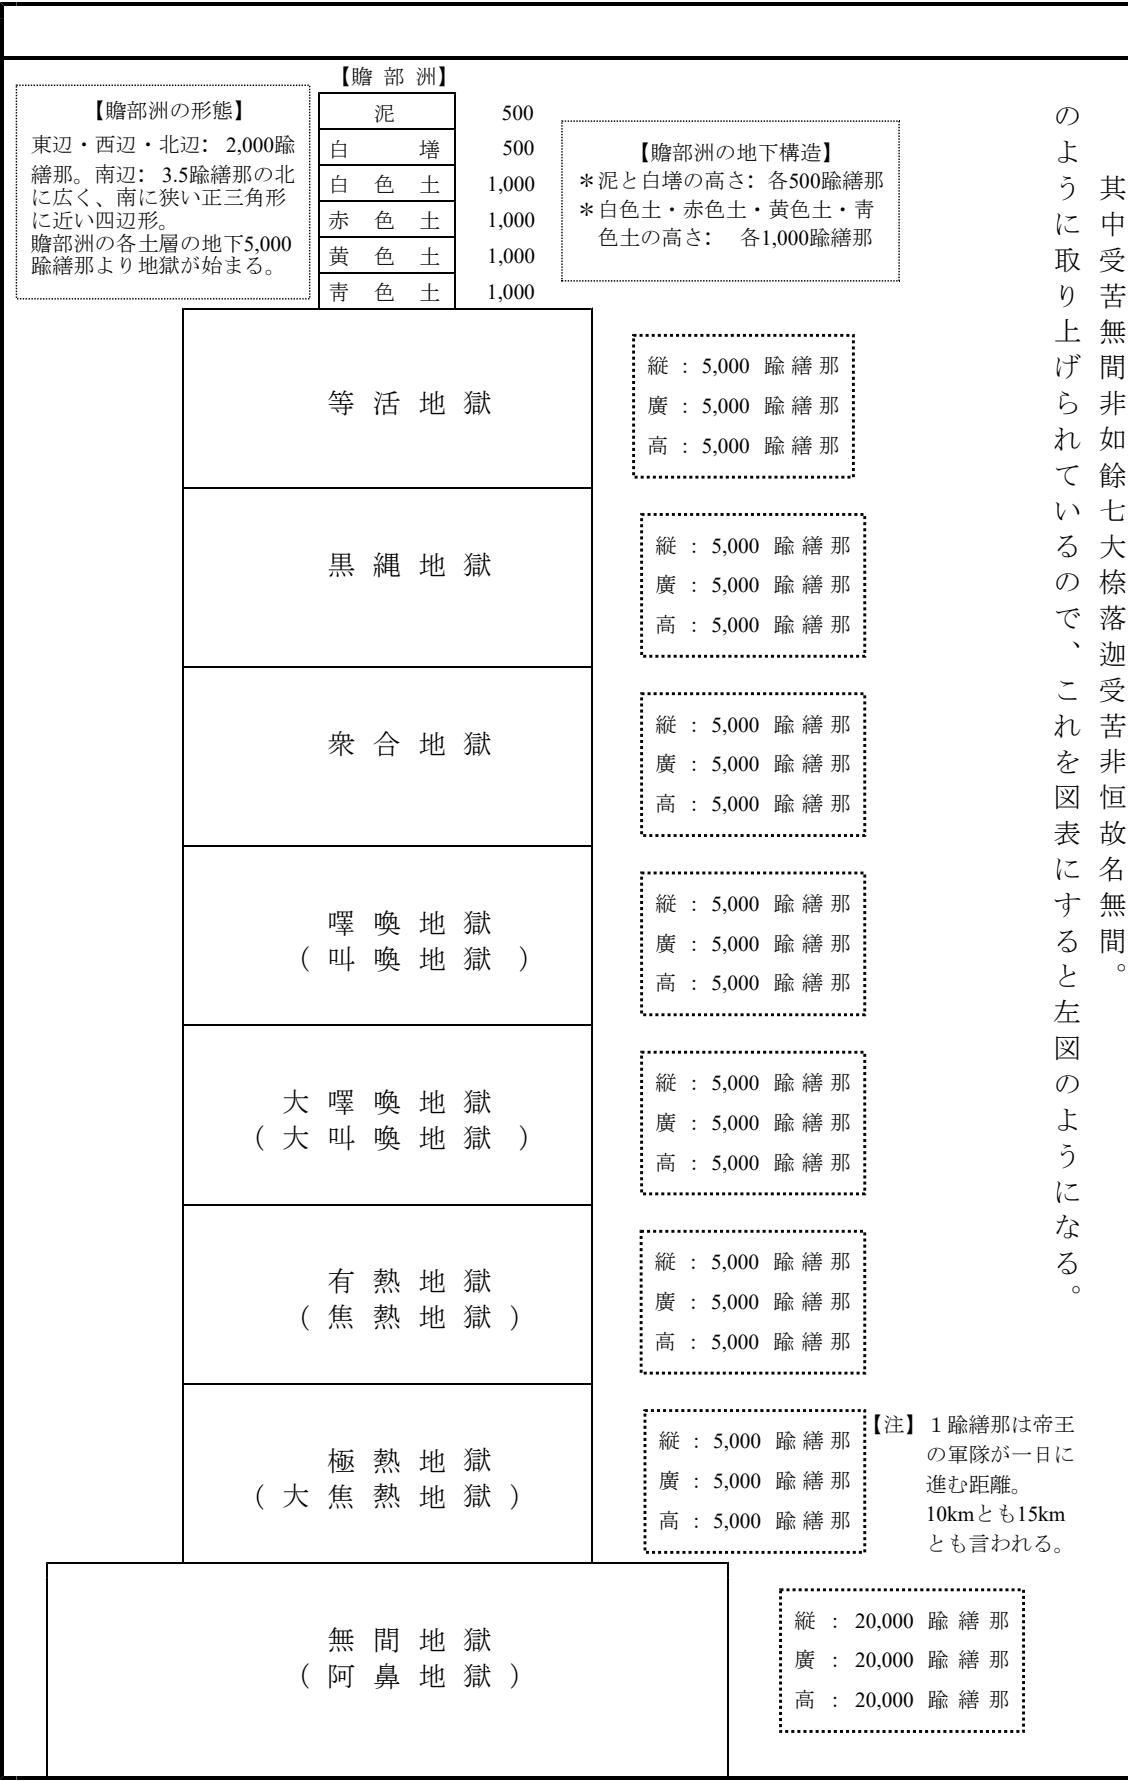 其中受苦無間非如餘七大㮈落迦受苦非恒故名無間。
のように取り上げられているので、これを図表にすると左図のようになる。
【贍部洲】
【贍部洲の形態】
東辺・西辺・北辺： 2,000踰
繕那。南辺： 3.5踰繕那の北
に広く、南に狭い正三角形
に近い四辺形。
贍部洲の各土層の地下5,000
踰繕那より地獄が始まる。
泥 500
白墡 500
白色土 1,000
赤色土 1,000
黄色土 1,000
靑色土 1,000
【贍部洲の地下構造】
＊泥と白墡の高さ： 各500踰繕那
＊白色土・赤色土・黄色土・靑
色土の高さ： 各1,000踰繕那
等活地獄
縦：5,000 踰繕那
廣：5,000 踰繕那
高：5,000 踰繕那
黒縄地獄
縦：5,000 踰繕那
廣：5,000 踰繕那
高：5,000 踰繕那
衆合地獄
縦：5,000 踰繕那
廣：5,000 踰繕那
高：5,000 踰繕那
嘷喚地獄
（叫喚地獄）
縦：5,000 踰繕那
廣：5,000 踰繕那
高：5,000 踰繕那
大嘷喚地獄
（大叫喚地獄）
縦：5,000 踰繕那
廣：5,000 踰繕那
高：5,000 踰繕那
有熱地獄
（焦熱地獄）
縦：5,000 踰繕那
廣：5,000 踰繕那
高：5,000 踰繕那
極熱地獄
（大焦熱地獄）
縦：5,000 踰繕那
廣：5,000 踰繕那
高：5,000 踰繕那
【注】１踰繕那は帝王
の軍隊が一日に
進む距離。
10kmとも15km
とも言われる。
無間地獄
（阿鼻地獄）
縦：20,000 踰繕那
廣：20,000 踰繕那
高：20,000 踰繕那